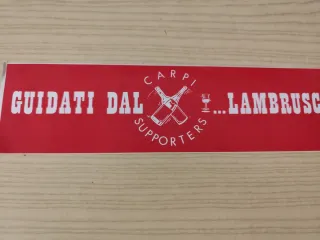 GUIDATI DAL
CARPI
SUPPORTERS
...LAMBRUSC